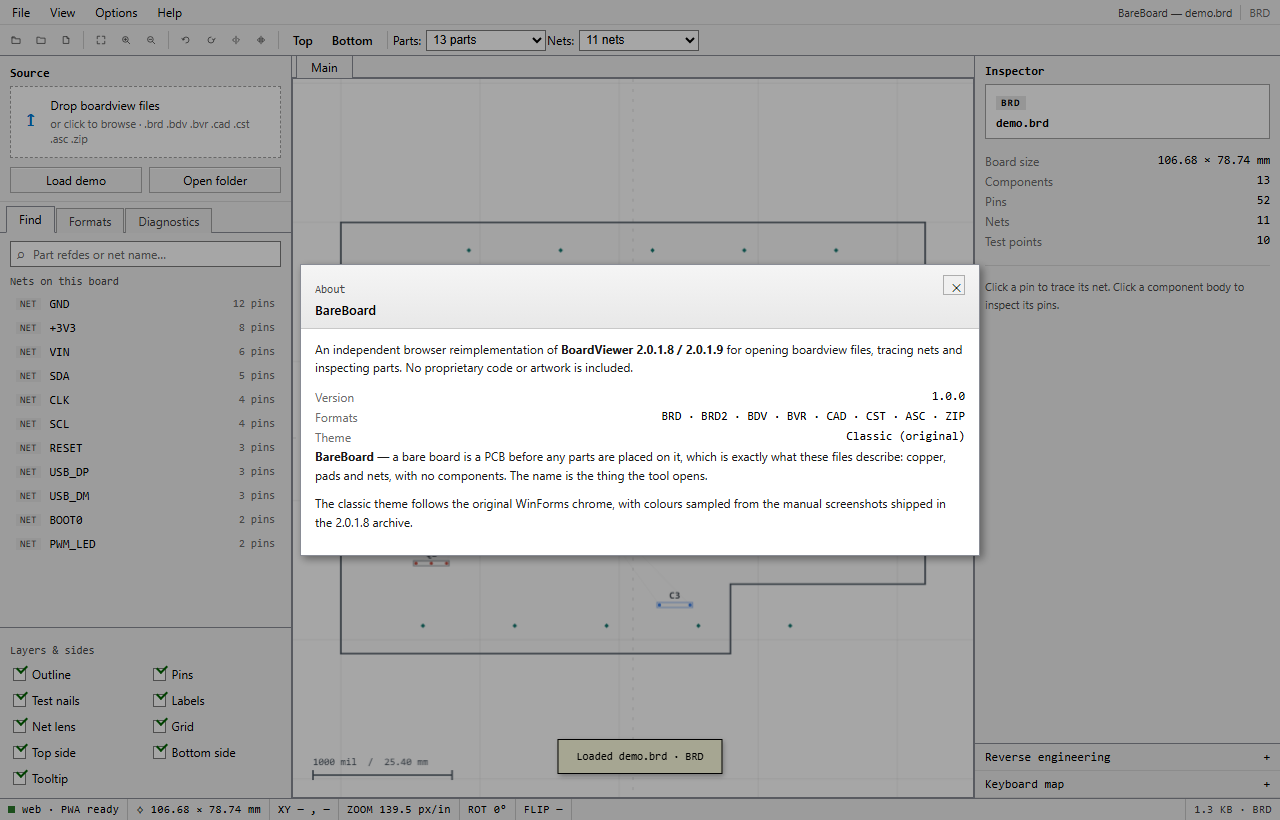 File View Options Help
BareBoard — demo.brd BRD
Top Bottom Parts: 13 parts Nets: 11 nets
Source
Drop boardview files
or click to browse · .brd .bdv .bvr .cad .cst
.asc .zip
Load demo Open folder
Find Formats Diagnostics
Part refdes or net name...
Nets on this board
NET GND 12 pins
NET +3V3 8 pins
NET VIN 6 pins
NET SDA 5 pins
NET CLK 4 pins
NET SCL 4 pins
NET RESET 3 pins
NET USB_DP 3 pins
NET USB_DM 3 pins
NET BOOT0 2 pins
NET PWM_LED 2 pins
Layers & sides
Outline Pins
Test nails Labels
Net lens Grid
Top side Bottom side
Tooltip
Main
About
BareBoard
An independent browser reimplementation of BoardViewer 2.0.1.8 / 2.0.1.9 for opening boardview files, tracing nets and
inspecting parts. No proprietary code or artwork is included.
Version 1.0.0
Formats BRD · BRD2 · BDV · BVR · CAD · CST · ASC · ZIP
Theme Classic (original)
BareBoard — a bare board is a PCB before any parts are placed on it, which is exactly what these files describe: copper,
pads and nets, with no components. The name is the thing the tool opens.
The classic theme follows the original WinForms chrome, with colours sampled from the manual screenshots shipped in
the 2.0.1.8 archive.
C3
Loaded demo.brd · BRD
1000 mil / 25.40 mm
Inspector
BRD
demo.brd
Board size 106.68 × 78.74 mm
Components 13
Pins 52
Nets 11
Test points 10
Click a pin to trace its net. Click a component body to
inspect its pins.
Reverse engineering +
Keyboard map +
web · PWA ready ◇ 106.68 × 78.74 mm XY — , — ZOOM 139.5 px/in ROT 0° FLIP — 1.3 KB · BRD